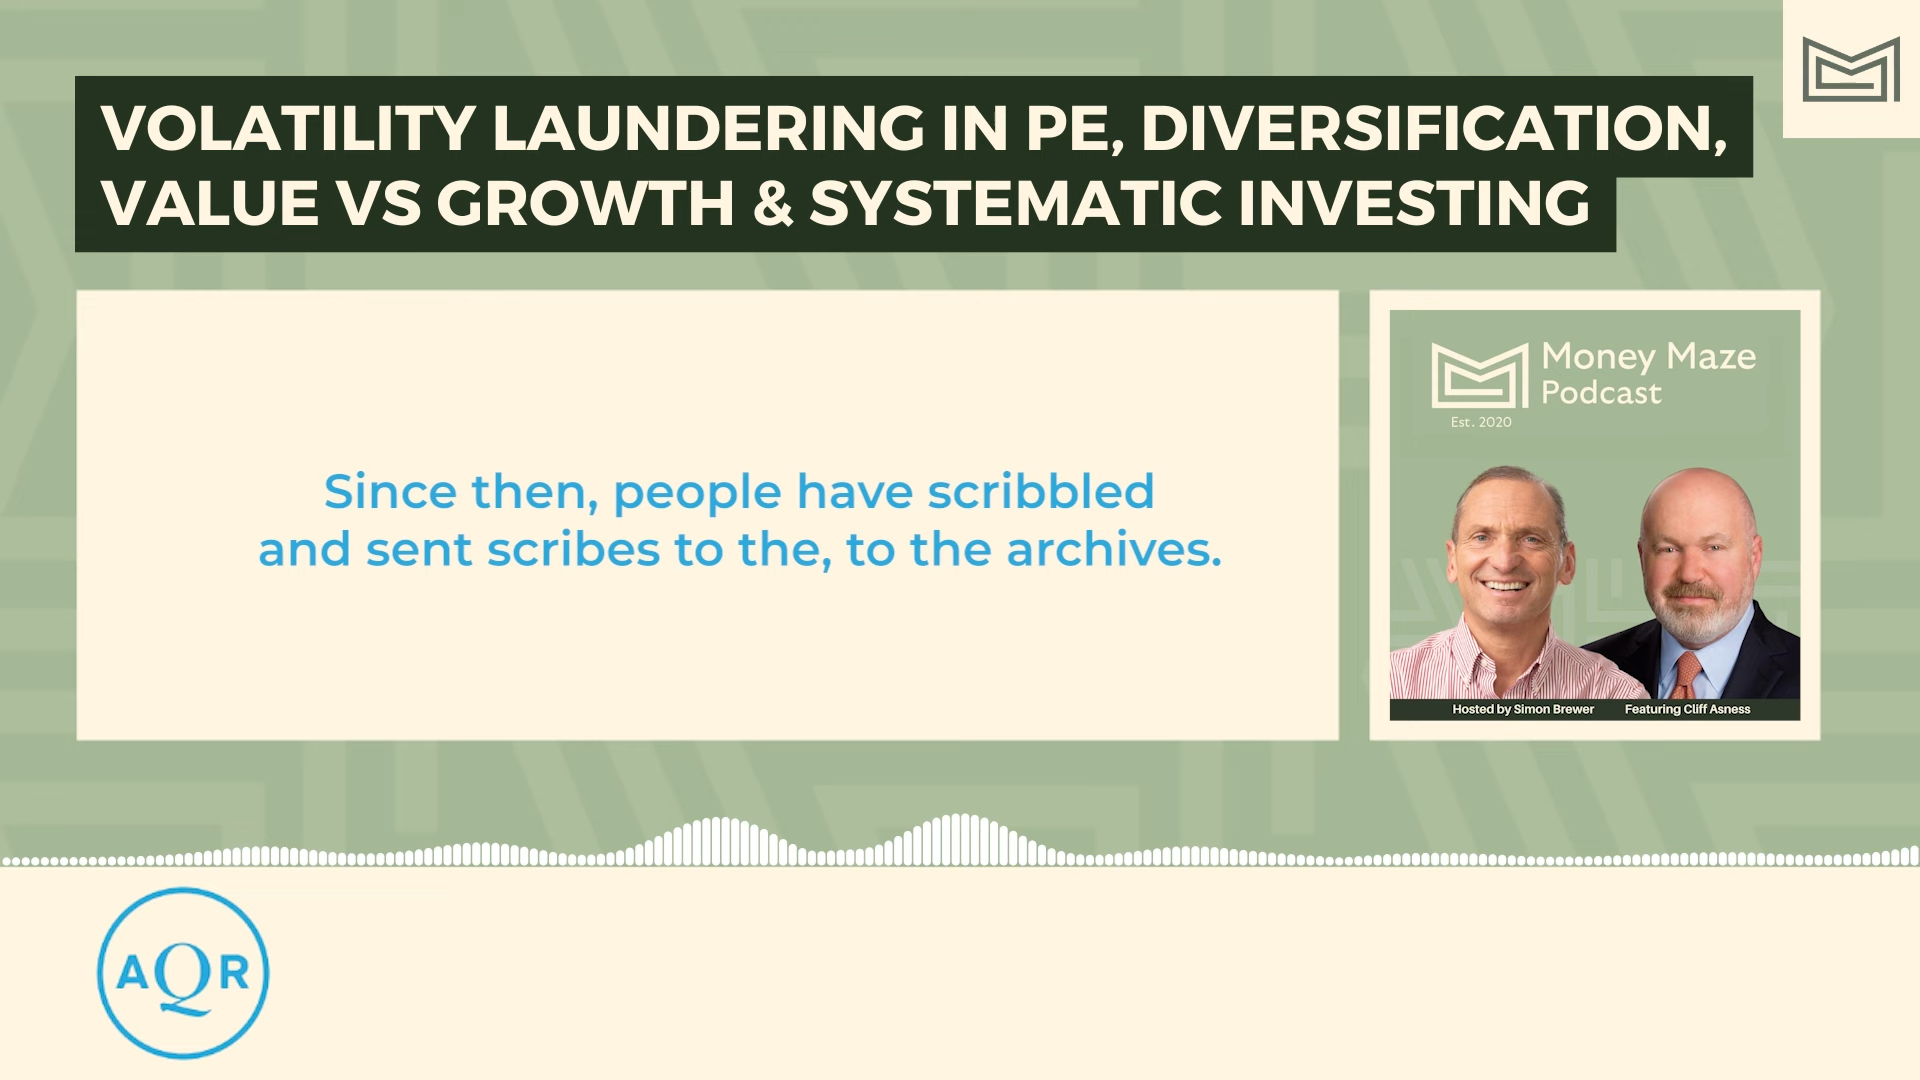 VOLATILITY LAUNDERING IN PE, DIVERSIFICATION,
VALUE VS GROWTH & SYSTEMATIC INVESTING
Since then, people have scribbled
and sent scribes to the, to the archives.
Money Maze
Podcast
Est. 2020
Hosted by Simon Brewer Featuring Cliff Asness
AQR